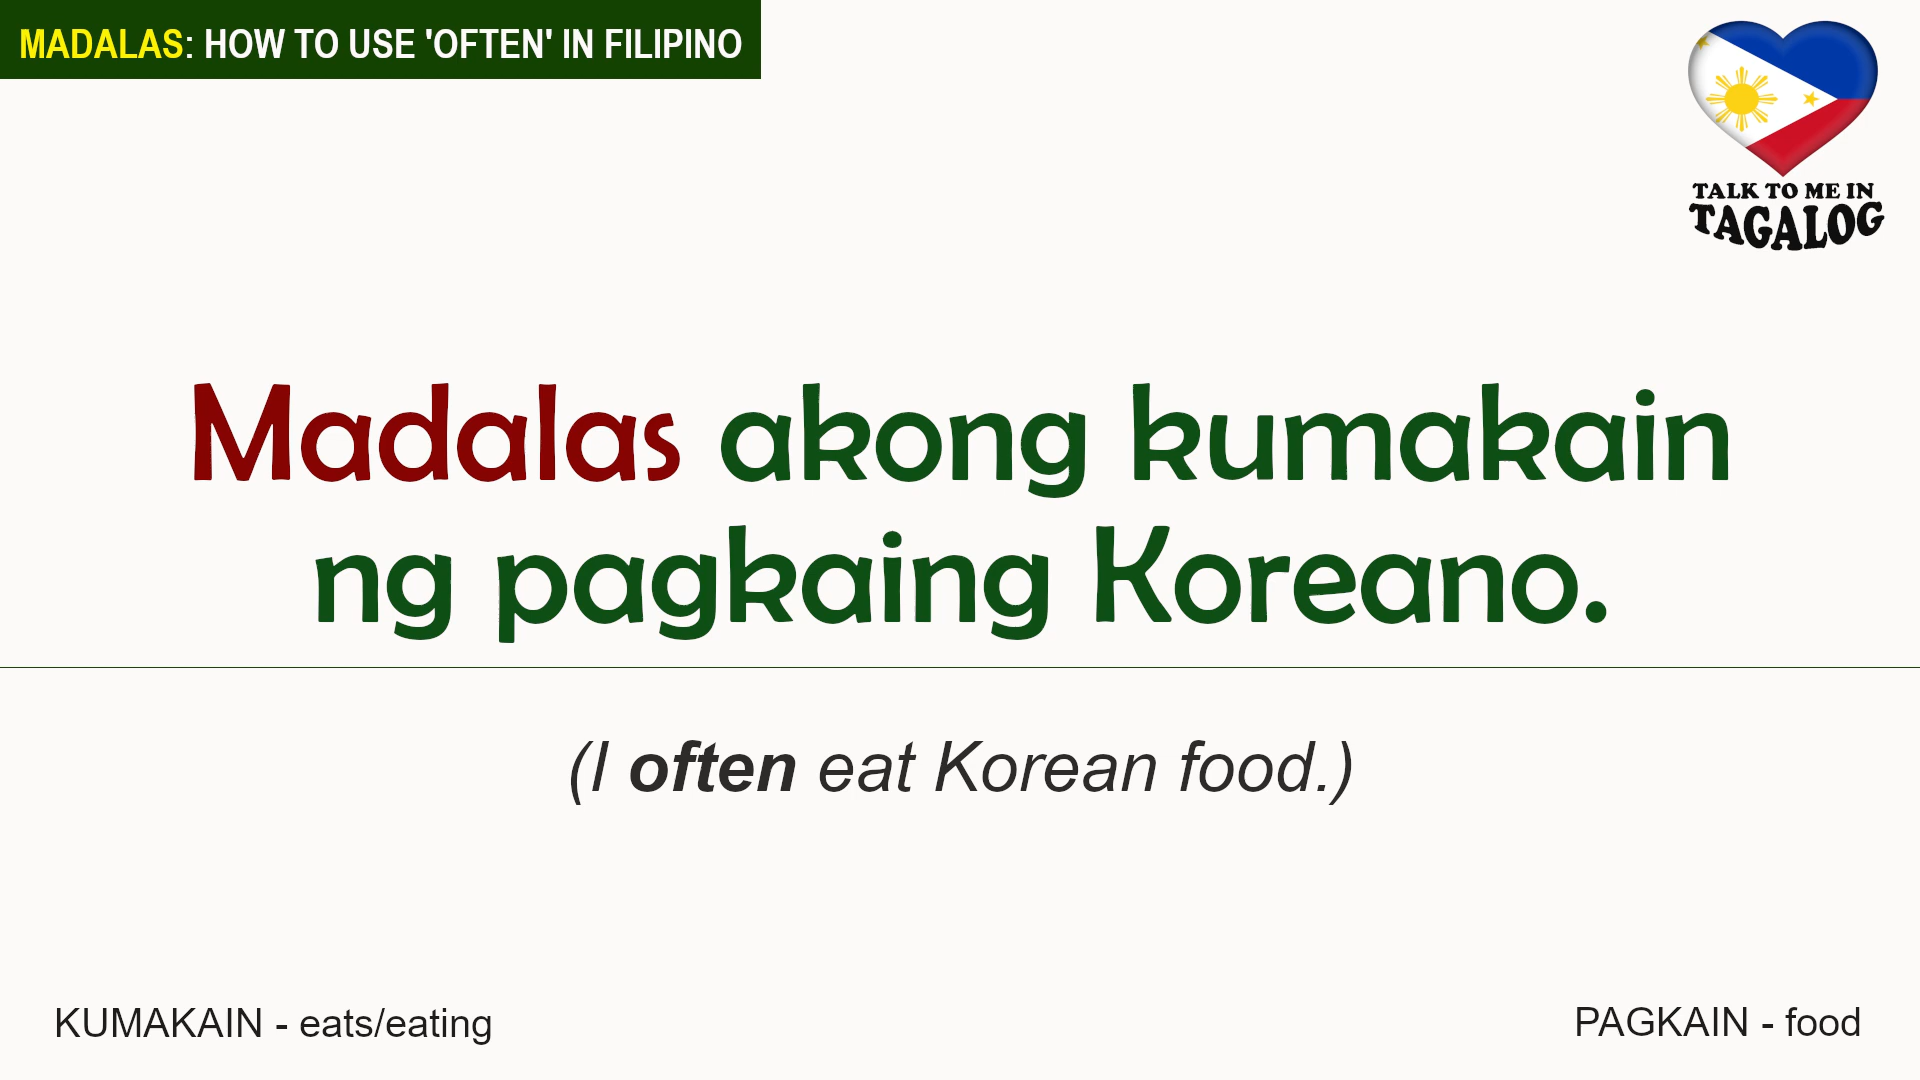 MADALAS: HOW TO USE 'OFTEN' IN FILIPINO
TALK TO ME IN
TAGALOG
Madalas akong kumakain
ng pagkaing Koreano.
(I often eat Korean food.)
KUMAKAIN - eats/eating
PAGKAIN - food